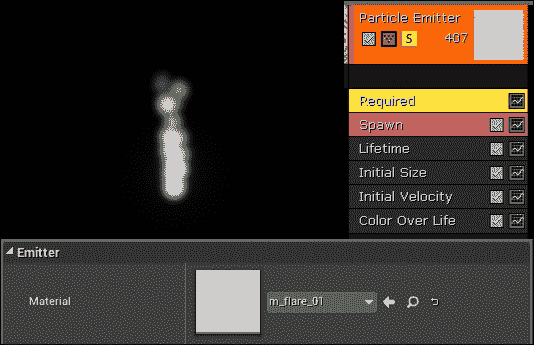 Particle Emitter
S 407
Required
Spawn
Lifetime
Initial Size
Initial Velocity
Color Over Life
Emitter
Material
m_flare_01